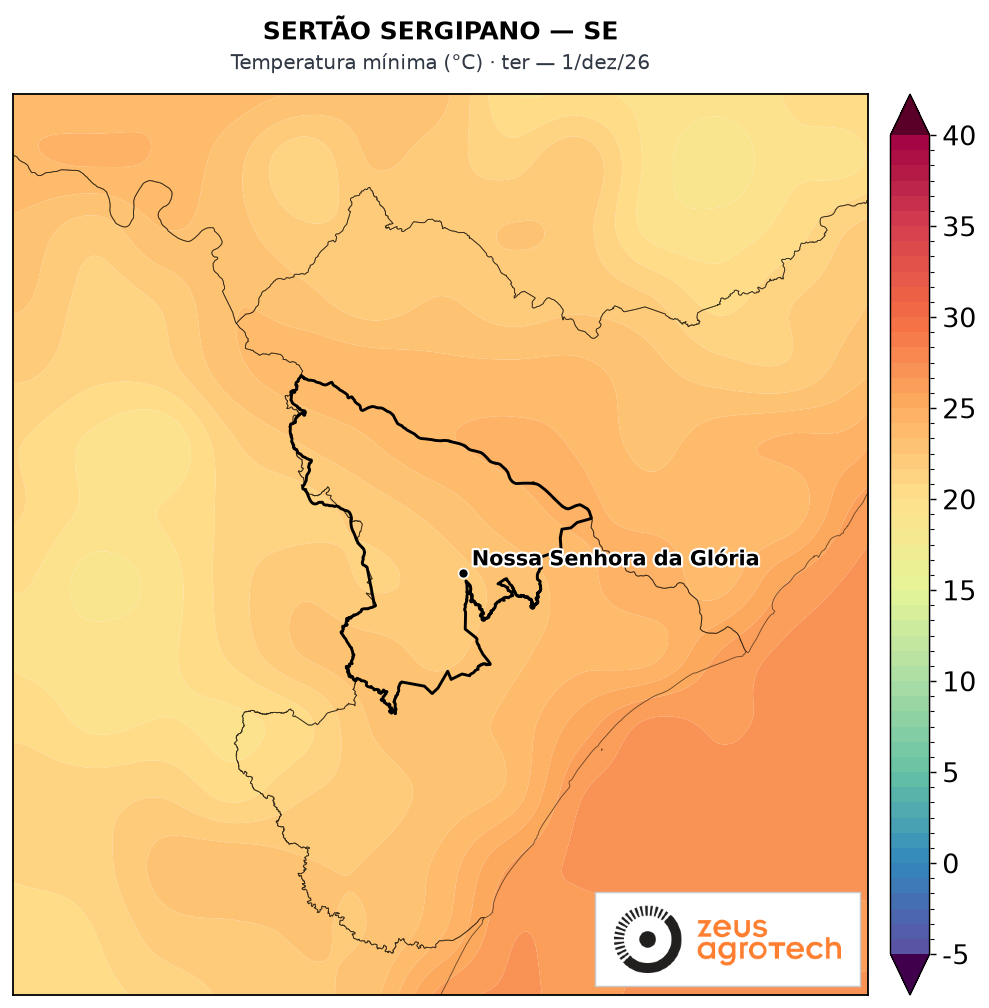 SERTÃO SERGIPANO — SE
Temperatura mínima (°C) · ter — 1/dez/26
40
35
30
25
20
15
10
5
0
-5
Nossa Senhora da Glória
zeus
agrotech